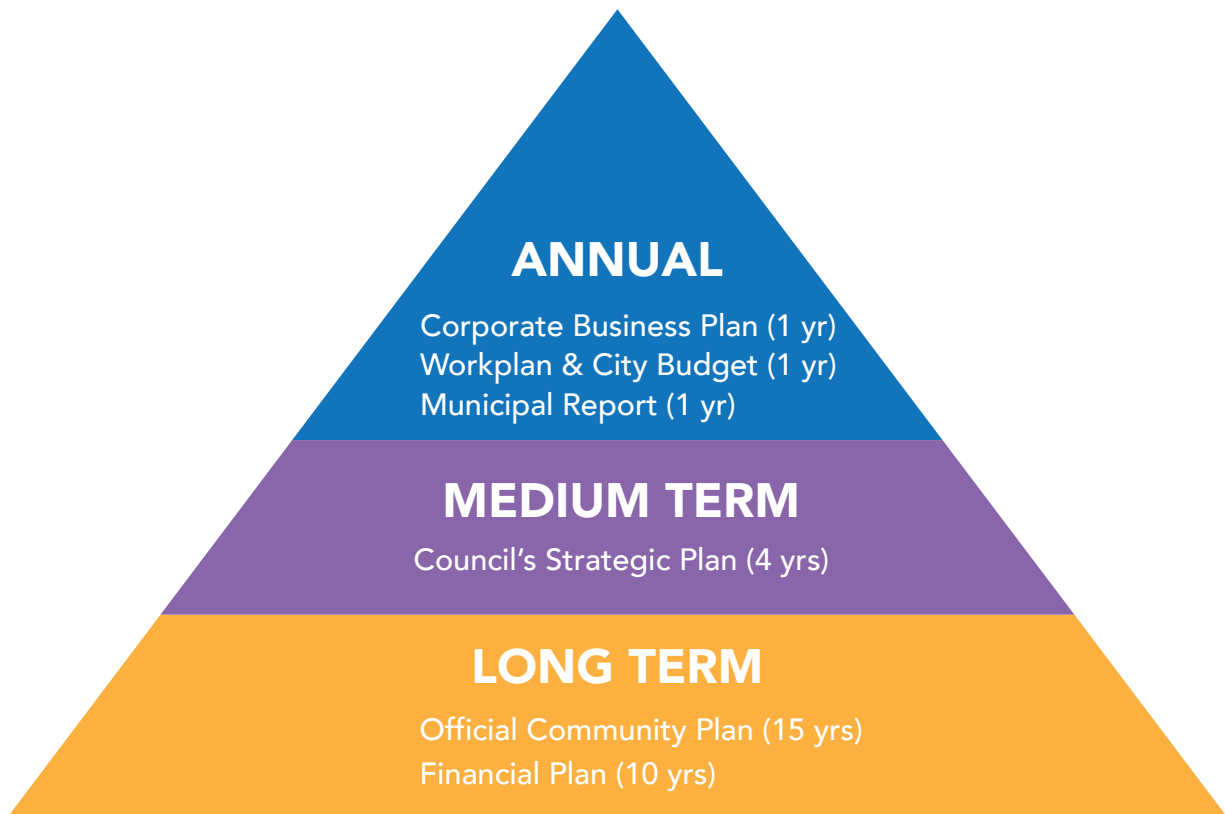 ANNUAL
Corporate Business Plan (1 yr)
Workplan & City Budget (1 yr)
Municipal Report (1 yr)
MEDIUM TERM
Council’s Strategic Plan (4 yrs)
LONG TERM
Official Community Plan (15 yrs)
Financial Plan (10 yrs)